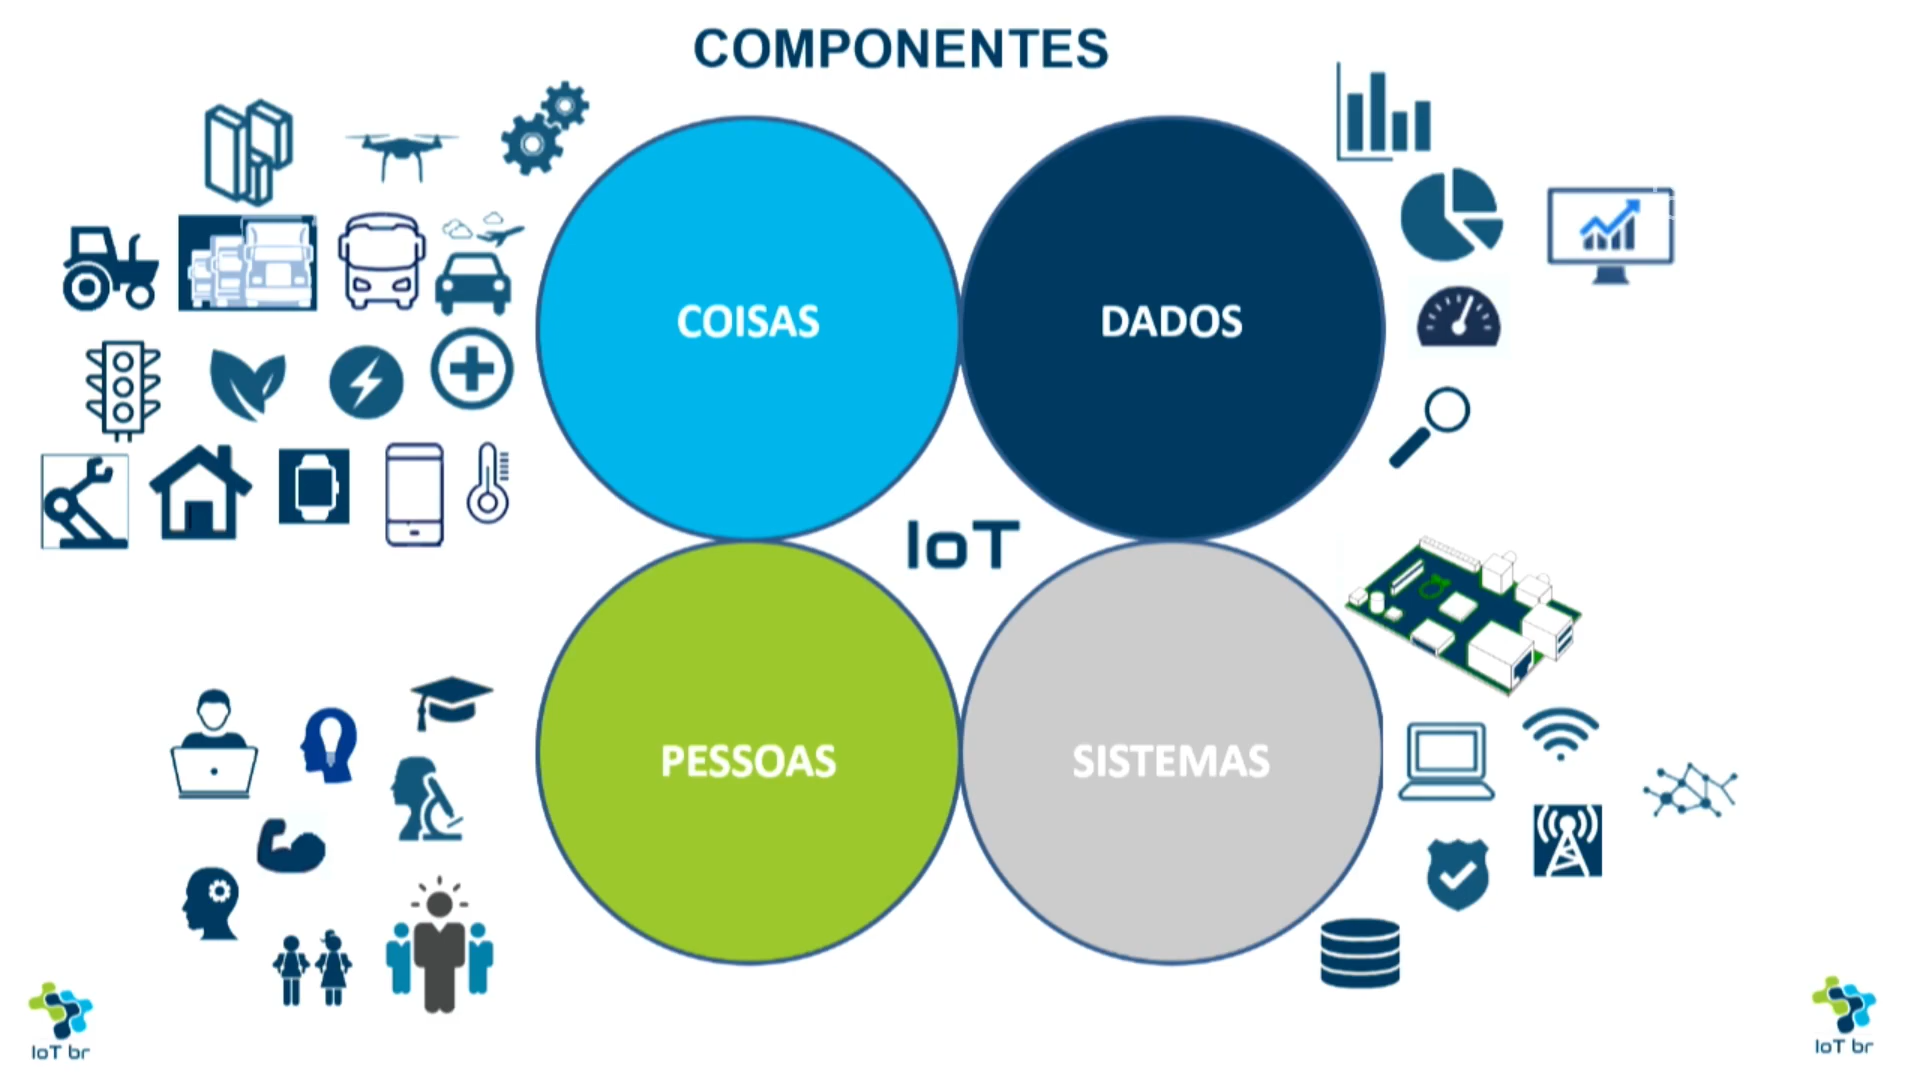 COMPONENTES
COISAS
DADOS
IoT
PESSOAS
SISTEMAS
IoT br
IoT br